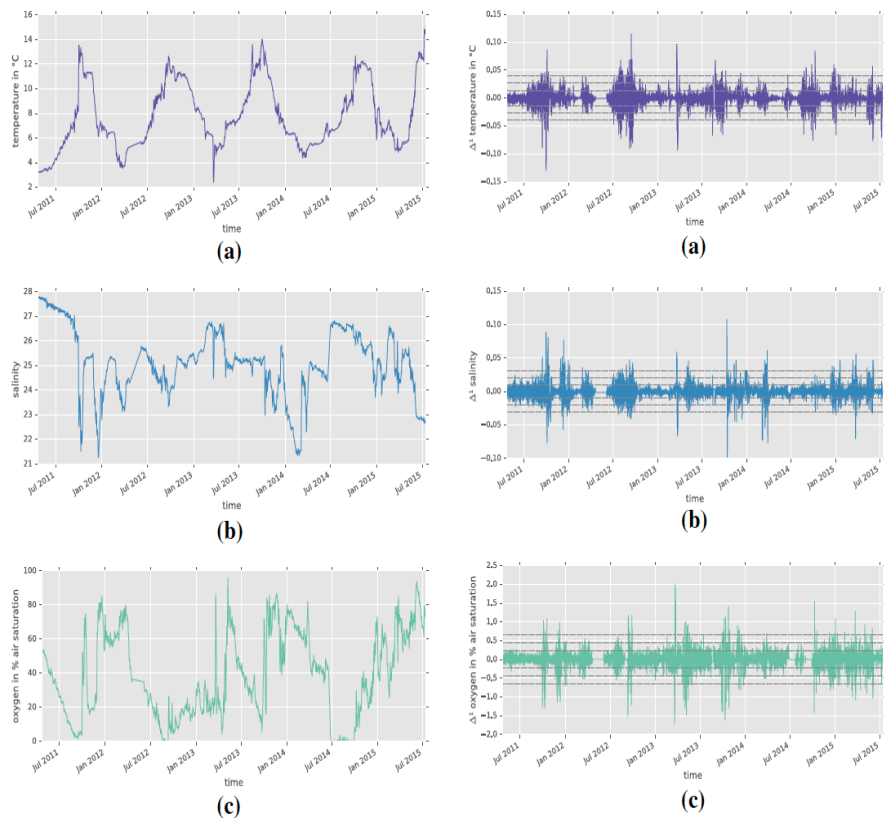 16
14
12
10
8
6
4
2
temperature in °C
Jul 2011
Jan 2012
Jul 2012
Jan 2013
Jul 2013
Jan 2014
Jul 2014
Jan 2015
Jul 2015
time
(a)
0,15
0,10
0,05
0,00
−0,05
−0,10
−0,15
Δ¹ temperature in °C
Jul 2011
Jan 2012
Jul 2012
Jan 2013
Jul 2013
Jan 2014
Jul 2014
Jan 2015
Jul 2015
time
(a)
28
27
26
25
24
23
22
21
salinity
Jul 2011
Jan 2012
Jul 2012
Jan 2013
Jul 2013
Jan 2014
Jul 2014
Jan 2015
Jul 2015
time
(b)
0,15
0,10
0,05
0,00
−0,05
−0,10
Δ¹ salinity
Jul 2011
Jan 2012
Jul 2012
Jan 2013
Jul 2013
Jan 2014
Jul 2014
Jan 2015
Jul 2015
time
(b)
100
80
60
40
20
0
oxygen in % air saturation
Jul 2011
Jan 2012
Jul 2012
Jan 2013
Jul 2013
Jan 2014
Jul 2014
Jan 2015
Jul 2015
time
(c)
2.5
2,0
1.5
1,0
0.5
0,0
−0.5
−1,0
−1.5
−2,0
Δ¹ oxygen in % air saturation
Jul 2011
Jan 2012
Jul 2012
Jan 2013
Jul 2013
Jan 2014
Jul 2014
Jan 2015
Jul 2015
time
(c)